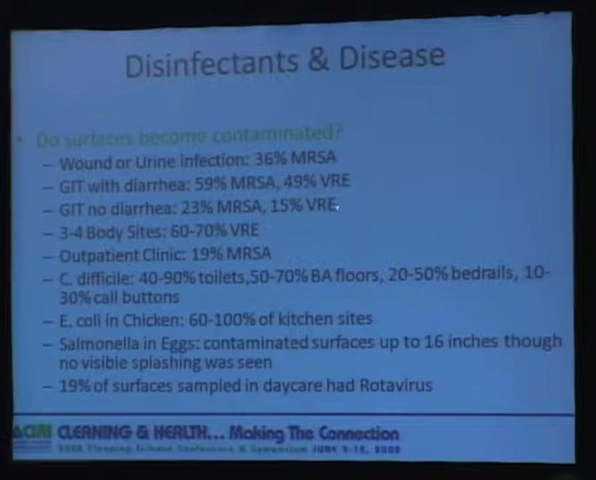 Disinfectants & Disease
• Do surfaces become contaminated?
– Wound or Urine infection: 36% MRSA
– GIT with diarrhea: 59% MRSA, 49% VRE
– GIT no diarrhea: 23% MRSA, 15% VRE.
– 3-4 Body Sites: 60-70% VRE
– Outpatient Clinic: 19% MRSA
– C. difficile: 40-90% toilets,50-70% BA floors, 20-50% bedrails, 10-
30% call buttons
– E. coli in Chicken: 60-100% of kitchen sites
– Salmonella in Eggs: contaminated surfaces up to 16 inches though
no visible splashing was seen
– 19% of surfaces sampled in daycare had Rotavirus
CLEANING & HEALTH... Making The Connection